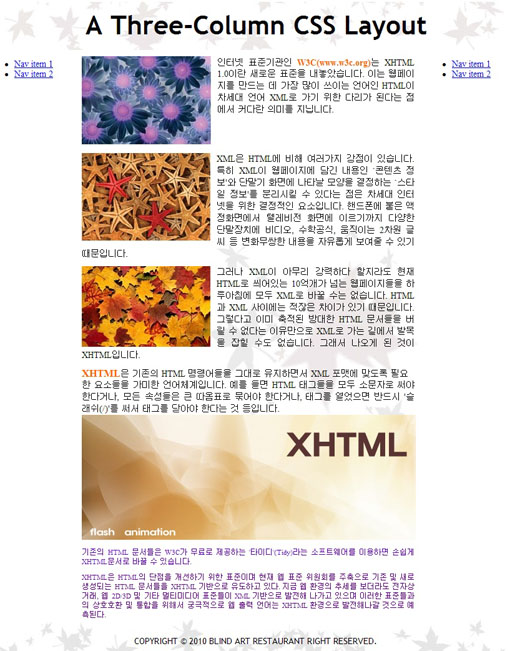 A Three-Column CSS Layout
Nav item 1
Nav item 2
인터넷 표준기관인 W3C(www.w3c.org)는 XHTML
1.0이란 새로운 표준을 내놓았습니다. 이는 웹페이
지를 만드는 데 가장 많이 쓰이는 언어인 HTML이
차세대 언어 XML로 가기 위한 다리가 된다는 점
에서 커다란 의미를 지닙니다.
XML은 HTML에 비해 여러가지 강점이 있습니다.
특히 XML이 웹페이지에 담긴 내용인 '콘텐츠 정
보'와 단말기 화면에 나타날 모양을 결정하는 '스타
일 정보'를 분리시킬 수 있다는 점은 차세대 인터
넷을 위한 결정적인 요소입니다. 핸드폰에 붙은 액
정화면에서 텔레비전 화면에 이르기까지 다양한
단말장치에 비디오, 수학공식, 움직이는 2차원 글
씨 등 변화무쌍한 내용을 자유롭게 보여줄 수 있기
때문입니다.
그러나 XML이 아무리 강력하다 할지라도 현재
HTML로 씌어있는 10억개가 넘는 웹페이지들을 하
루아침에 모두 XML로 바꿀 수는 없습니다. HTML
과 XML 사이에는 적잖은 차이가 있기 때문입니다.
그렇다고 이미 축적된 방대한 HTML 문서들을 버
릴 수 없다는 이유만으로 XML로 가는 길에서 발목
을 잡힐 수도 없습니다. 그래서 나오게 된 것이
XHTML입니다.
XHTML은 기존의 HTML 명령어들을 그대로 유지하면서 XML 포맷에 맞도록 필요
한 요소들을 가미한 언어체계입니다. 예를 들면 HTML 태그들을 모두 소문자로 써야
한다거나, 모든 속성들은 큰 따옴표로 묶어야 한다거나, 태그를 열었으면 반드시 '슬
래쉬(/)'를 써서 태그를 닫아야 한다는 것 등입니다.
XHTML
flash animation
기존의 HTML 문서들은 W3C가 무료로 제공하는 타이디(Tidy)라는 소프트웨어를 이용하면 손쉽게
XHTML문서로 바꿀 수 있습니다.
XHTML은 HTML의 단점을 개선하기 위한 표준이며 현재 웹 표준 위원회를 주축으로 기존 및 새로
생성되는 HTML 문서들을 XHTML 기반으로 유도하고 있다. 지금 웹 환경의 추세를 보더라도 전자상
거래, 웹 2D/3D 및 기타 멀티미디어 표준들이 XML 기반으로 발전해 나가고 있으며 이러한 표준들과
의 상호호환 및 통합을 위해서 궁극적으로 웹 출력 언어는 XHTML 환경으로 발전해나갈 것으로 예
측된다.
Nav item 1
Nav item 2
COPYRIGHT © 2010 BLIND ART RESTAURANT RIGHT RESERVED.